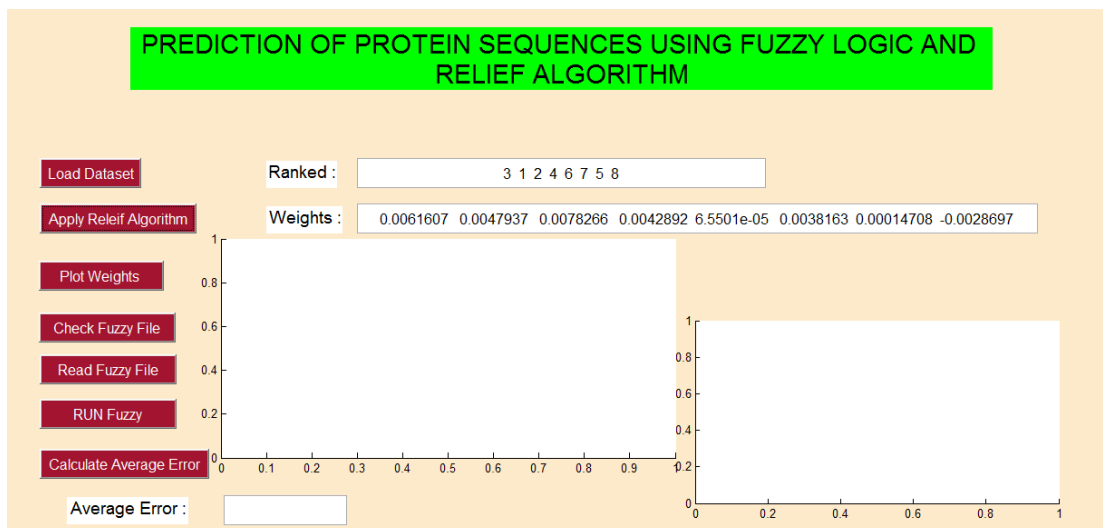 PREDICTION OF PROTEIN SEQUENCES USING FUZZY LOGIC AND
RELIEF ALGORITHM
Load Dataset
Ranked :
3 1 2 4 6 7 5 8
Apply Releif Algorithm
Weights :
0.0061607 0.0047937 0.0078266 0.0042892 6.5501e-05 0.0038163 0.00014708 -0.0028697
Plot Weights
Check Fuzzy File
Read Fuzzy File
RUN Fuzzy
Calculate Average Error
1
0.8
0.6
0.4
0.2
0
0 0.1 0.2 0.3 0.4 0.5 0.6 0.7 0.8 0.9 1
1
0.8
0.6
0.4
0.2
0
0 0.2 0.4 0.6 0.8 1
Average Error :